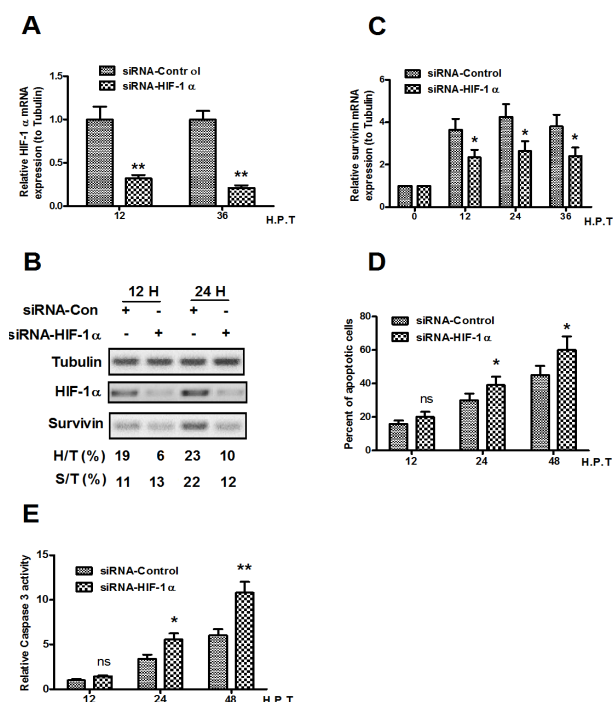 A
Relative HIF-1 α mRNA
expression (to Tubulin)
siRNA-Control
siRNA-HIF-1 α
1.5
1.0
0.5
0.0
**
**
12
36
H.P.T
C
Relative survivin mRNA
expression (to Tubulin)
siRNA-Control
siRNA-HIF-1 α
8
6
4
2
0
*
*
*
0
12
24
36
H.P.T
B
12 H
24 H
siRNA-Con
+ - + -
siRNA-HIF-1α
- + - +
Tubulin
HIF-1α
Survivin
H/T (%) 19 6 23 10
S/T (%) 11 13 22 12
D
Percent of apoptotic cells
siRNA-Control
siRNA-HIF-1α
80
60
40
20
0
ns
*
*
12
24
48
H.P.T
E
Relative Caspase 3 activity
siRNA-Control
siRNA-HIF-1α
15
10
5
0
ns
*
**
12
24
48
H.P.T